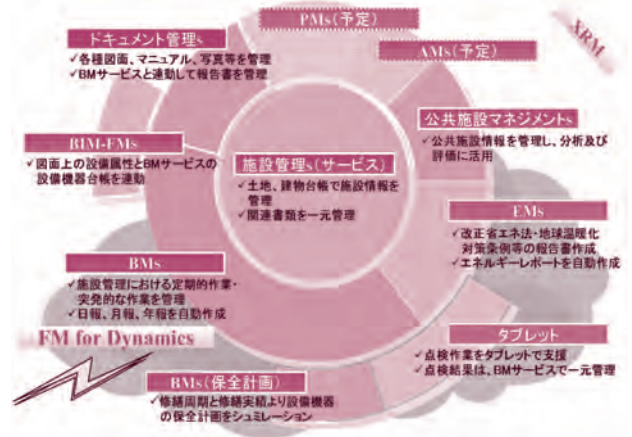 PMs(予定)
AMs(予定)
XRM
ドキュメント管理s
✓各種図面、マニュアル、写真等を管理
✓BMサービスと連動して報告書を管理
公共施設マネジメントs
✓公共施設情報を管理し、分析及び
評価に活用
BIM-FMs
✓図面上の設備属性とBMサービスの
設備機器台帳を連動
施設管理s(サービス)
✓土地、建物台帳で施設情報を
管理
✓関連書類を一元管理
EMs
✓改正省エネ法・地球温暖化
対策条例等の報告書作成
✓エネルギーレポートを自動作成
BMs
✓施設管理における定期的作業・
突発的な作業を管理
✓日報、月報、年報を自動作成
FM for Dynamics
タブレット
✓点検作業をタブレットで支援
✓点検結果は、BMサービスで一元管理
BMs(保全計画)
✓修繕周期と修繕実績より設備機器
の保全計画をシュミレーション